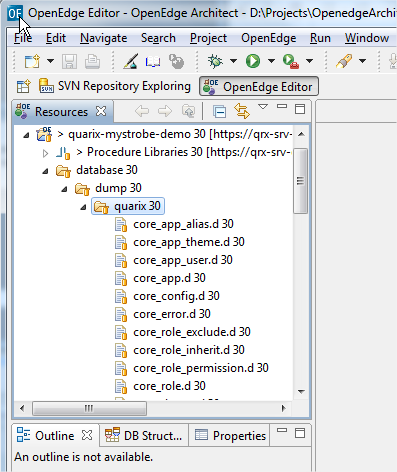 OE OpenEdge Editor - OpenEdge Architect - D:\Projects\OpenedgeArchi
File Edit Navigate Search Project OpenEdge Run Window
SVN Repository Exploring OE OpenEdge Editor
Resources
> quarix-mystrobe-demo 30 [https://qrx-srv-
> Procedure Libraries 30 [https://qrx-srv-
database 30
dump 30
quarix 30
core_app_alias.d 30
core_app_theme.d 30
core_app_user.d 30
core_app.d 30
core_config.d 30
core_error.d 30
core_role_exclude.d 30
core_role_inherit.d 30
core_role_permission.d 30
core_role.d 30
Outline DB Struct... Properties
An outline is not available.